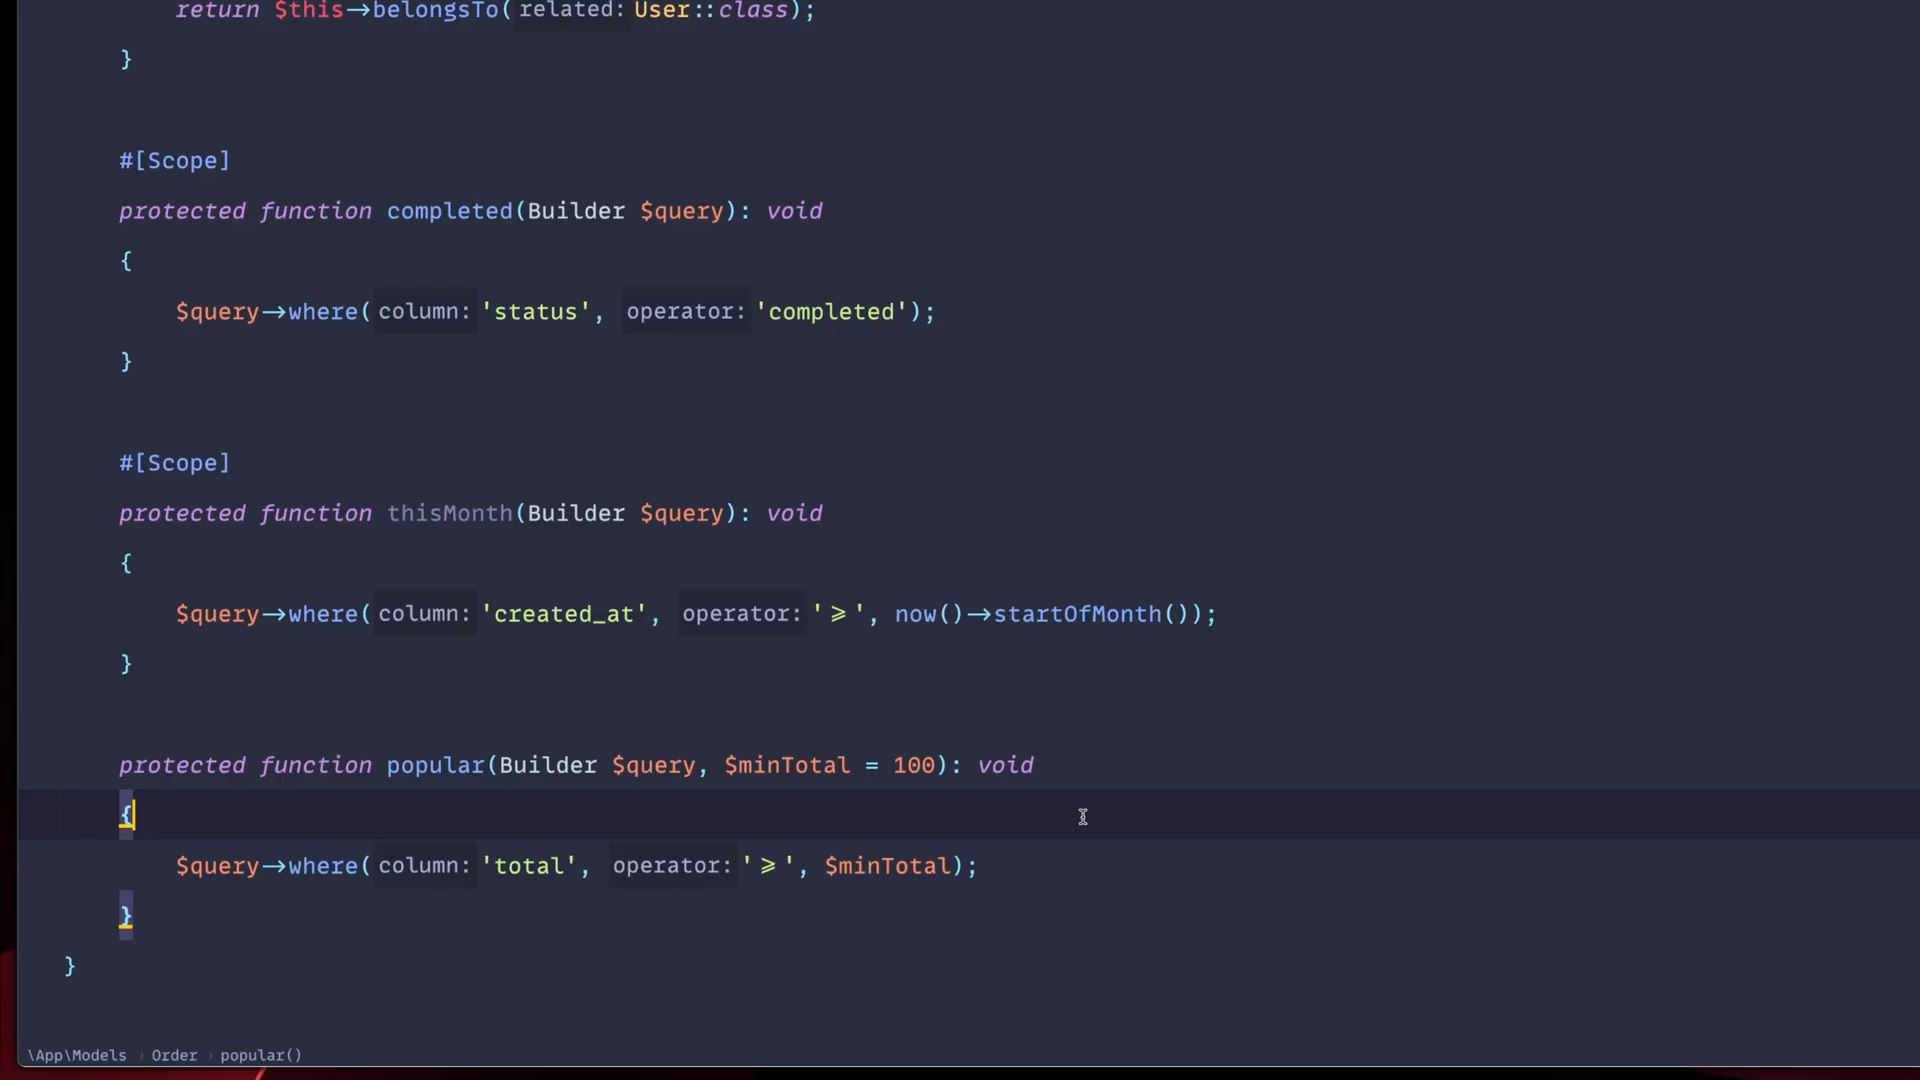 return $this->belongsTo( related: User::class);
}
#[Scope]
protected function completed(Builder $query): void
{
$query->where( column: 'status', operator: 'completed');
}
#[Scope]
protected function thisMonth(Builder $query): void
{
$query->where( column: 'created_at', operator: '>=', now()->startOfMonth());
}
protected function popular(Builder $query, $minTotal = 100): void
{
$query->where( column: 'total', operator: '>=', $minTotal);
}
}
\App\Models › Order › popular()